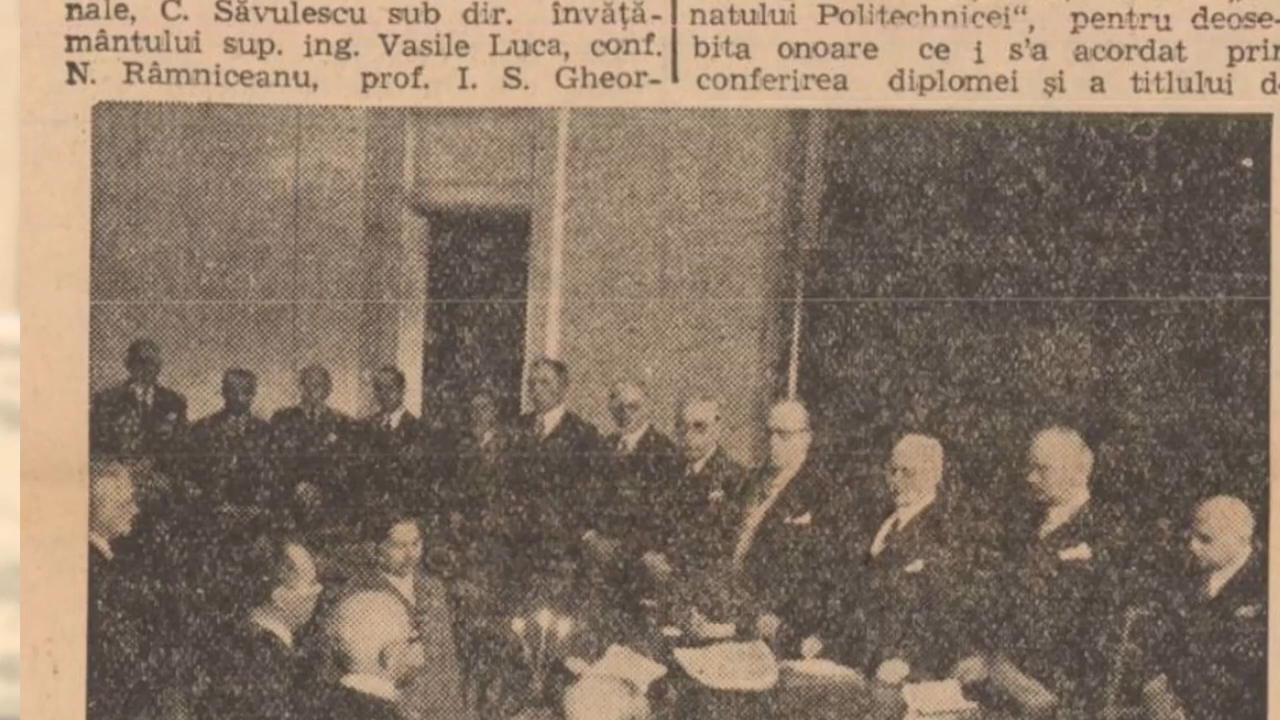 nale, C. Săvulescu sub dir. învăţă-
mântului sup. ing. Vasile Luca, conf.
N. Râmniceanu, prof. I. S. Gheor-
natului Politechnicei“, pentru deose-
bita onoare ce i s'a acordat prin
conferirea diplomei şi a titlului d